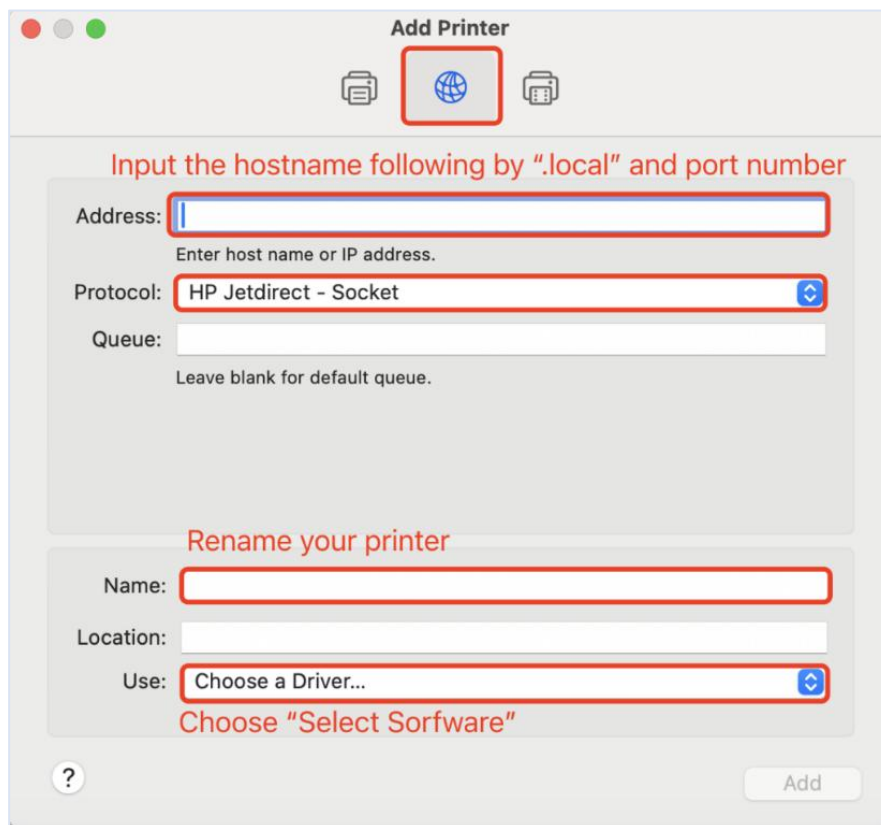 Add Printer
Input the hostname following by “.local” and port number
Address:
Enter host name or IP address.
Protocol: HP Jetdirect - Socket
Queue:
Leave blank for default queue.
Rename your printer
Name:
Location:
Use: Choose a Driver...
Choose “Select Sorfware”
? Add